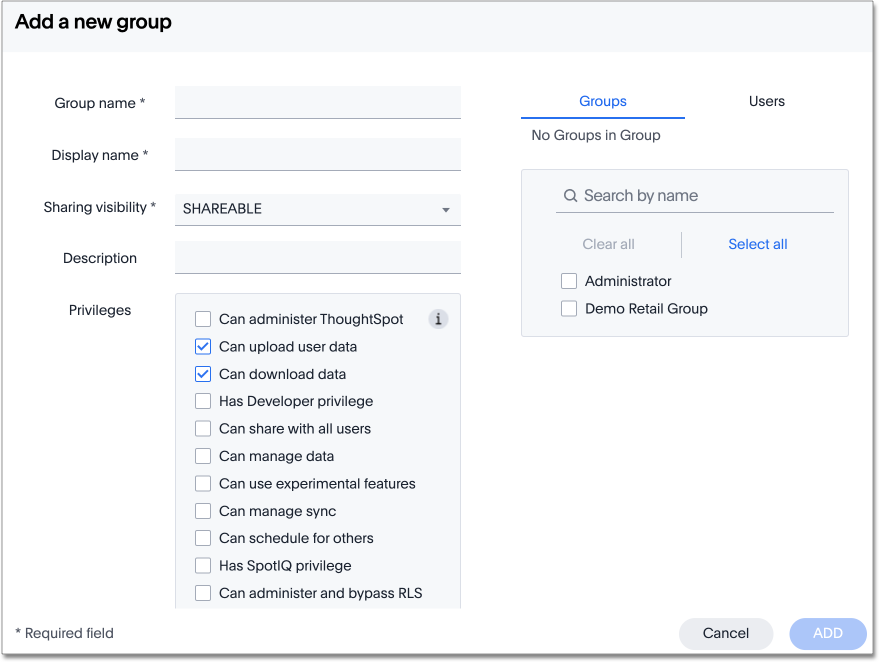 Add a new group
Group name *
Display name *
Sharing visibility *
SHAREABLE
Description
Privileges
Can administer ThoughtSpot
i
Can upload user data
Can download data
Has Developer privilege
Can share with all users
Can manage data
Can use experimental features
Can manage sync
Can schedule for others
Has SpotIQ privilege
Can administer and bypass RLS
Groups
Users
No Groups in Group
Search by name
Clear all
Select all
Administrator
Demo Retail Group
* Required field
Cancel
ADD